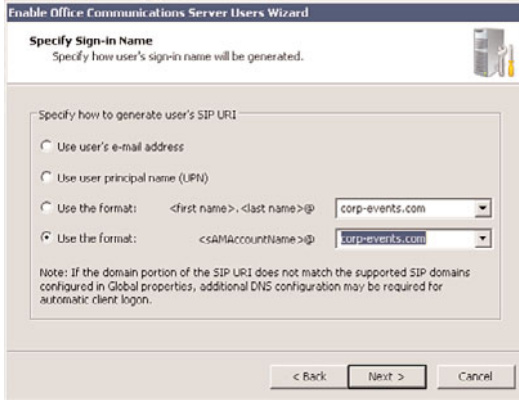 Enable Office Communications Server Users Wizard
Specify Sign-in Name
Specify how user's sign-in name will be generated.
Specify how to generate user's SIP URI
Use user's e-mail address
Use user principal name (UPN)
Use the format: <first name>.<last name>@ corp-events.com
Use the format: <sAMAccountName>@ corp-events.com
Note: If the domain portion of the SIP URI does not match the supported SIP domains
configured in Global properties, additional DNS configuration may be required for
automatic client logon.
< Back Next > Cancel